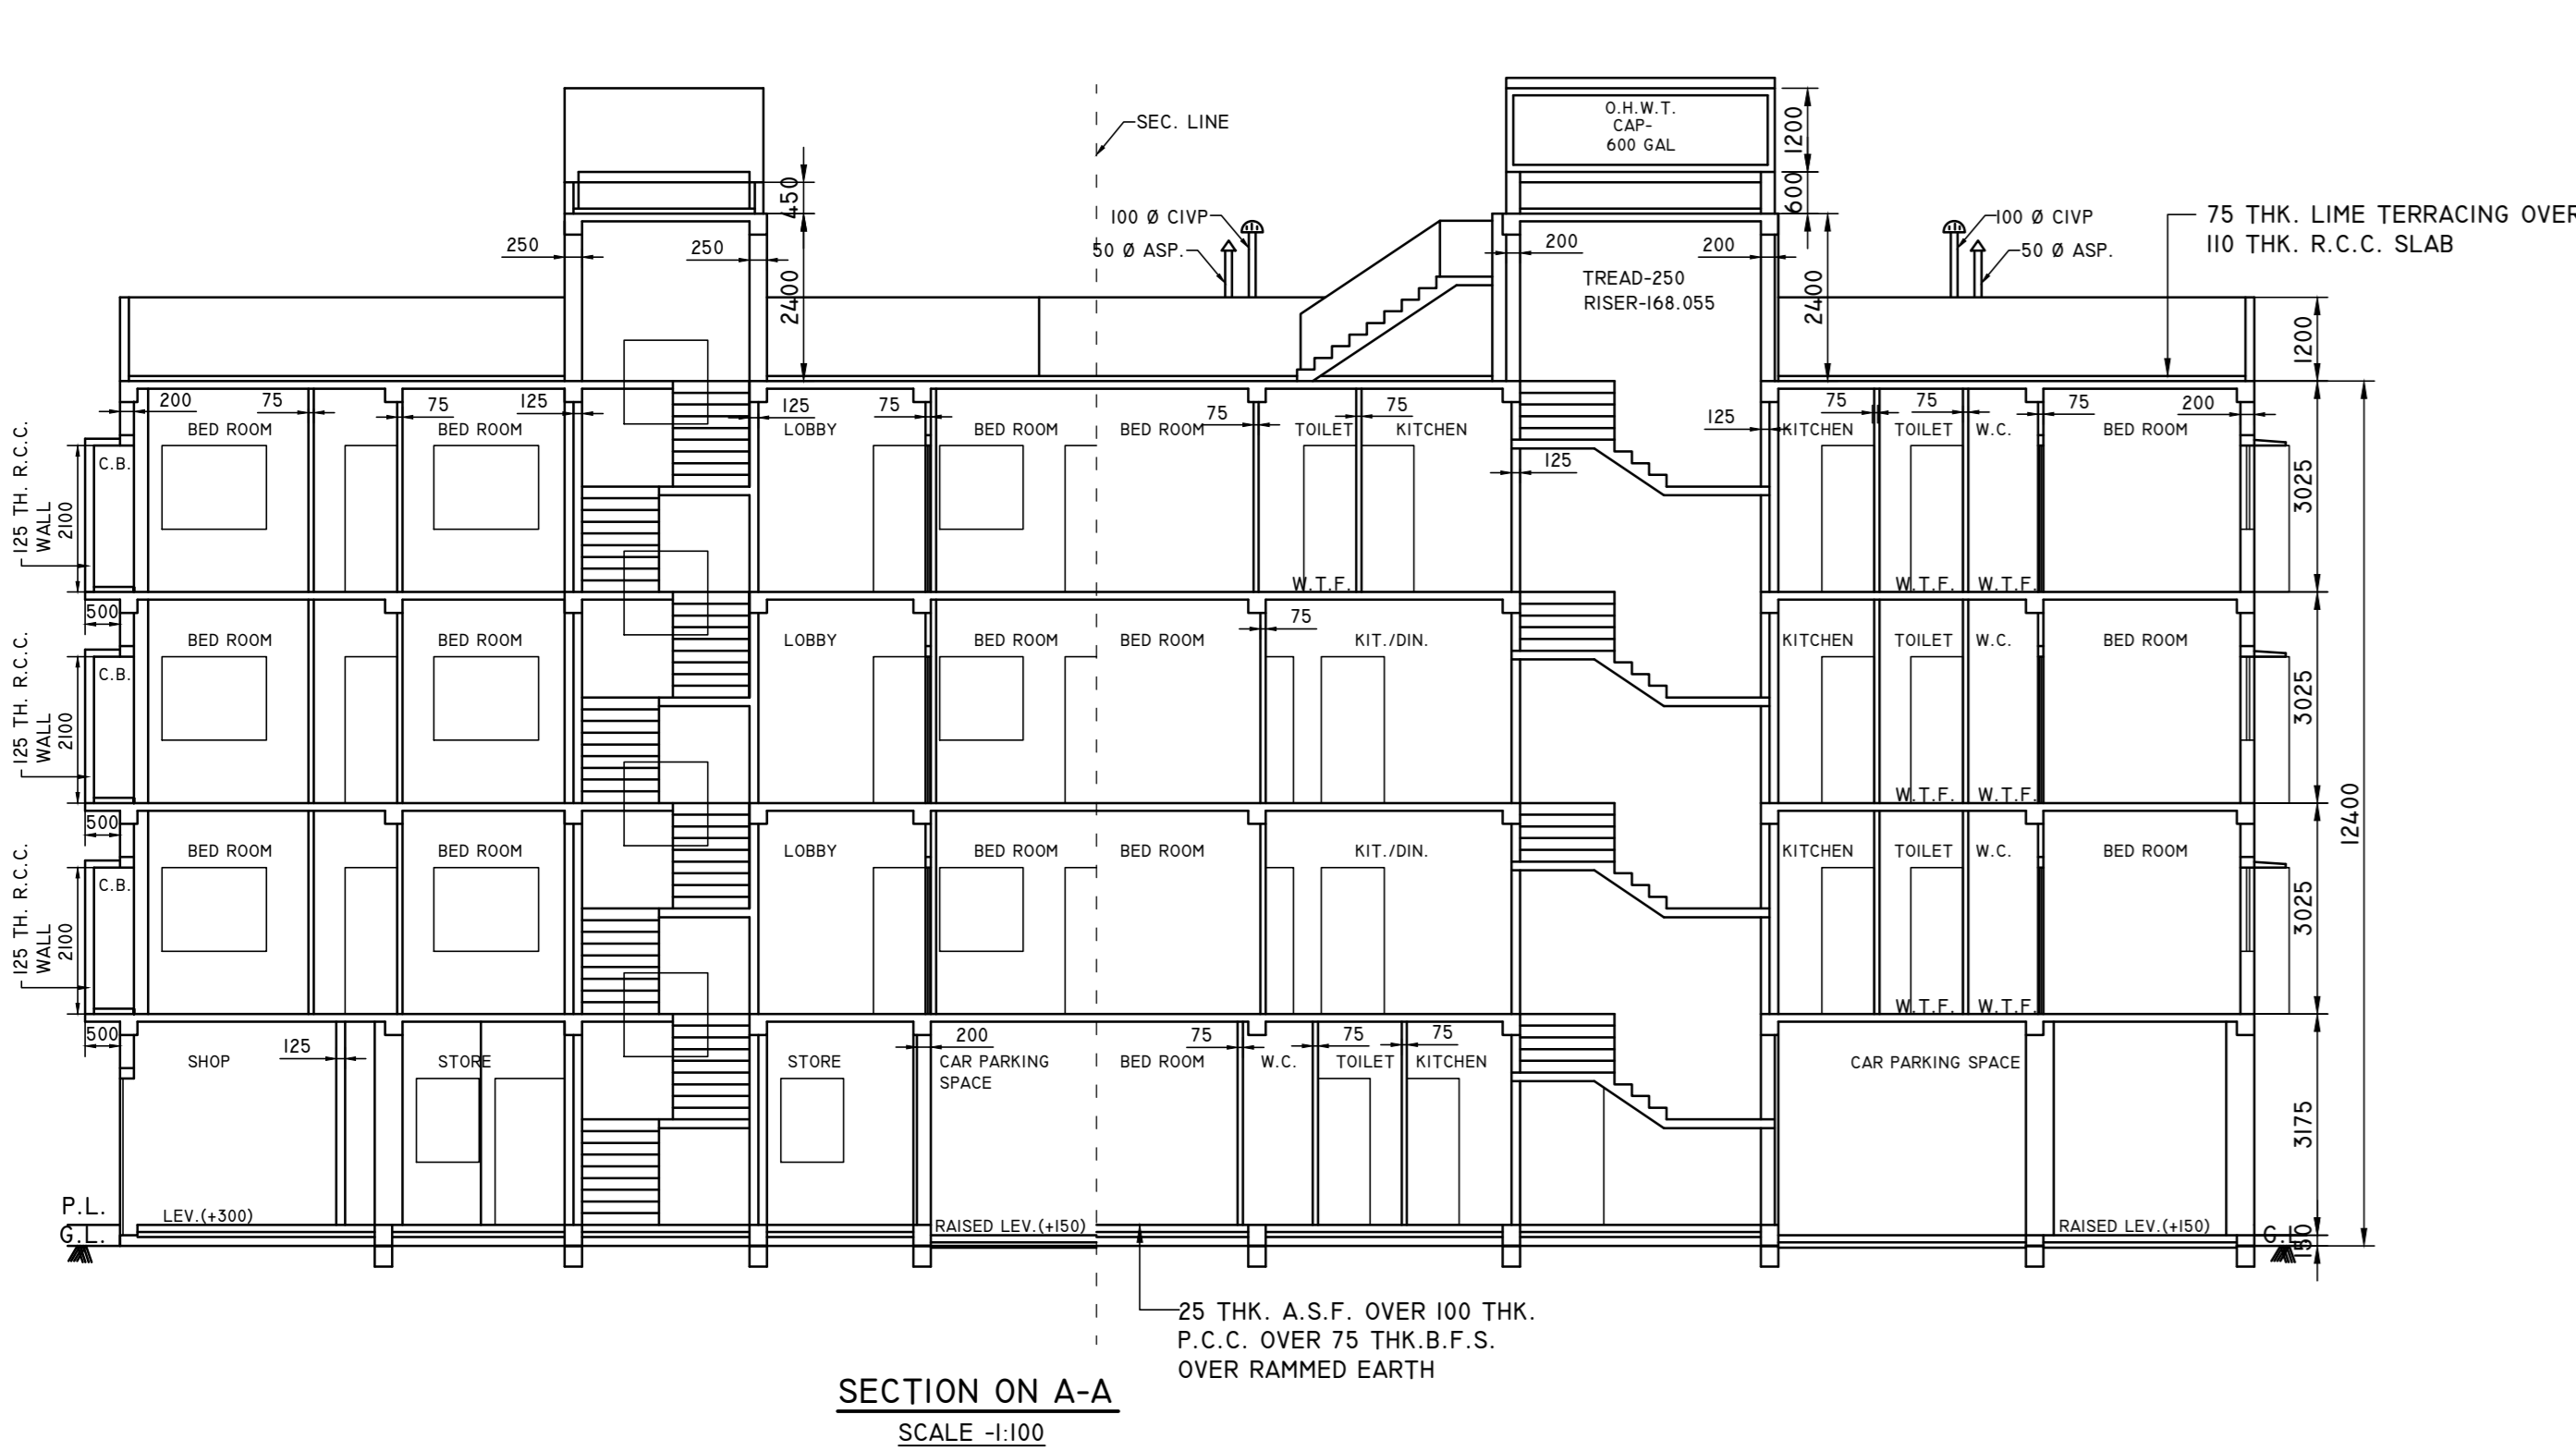 O.H.W.T.
CAP-
600 GAL
1200
SEC. LINE
450
600
100 Ø CIVP
100 Ø CIVP
75 THK. LIME TERRACING OVER
110 THK. R.C.C. SLAB
250
250
50 Ø ASP.
200
200
50 Ø ASP.
2400
TREAD-250
RISER-168.055
2400
1200
200
75
75
125
125
75
75
75
125
75
75
75
200
BED ROOM
BED ROOM
LOBBY
BED ROOM
BED ROOM
TOILET
KITCHEN
KITCHEN
TOILET
W.C.
BED ROOM
C.B.
125
125 TH. R.C.C.
WALL
2100
3025
W.T.F.
W.T.F.
W.T.F.
500
75
BED ROOM
BED ROOM
LOBBY
BED ROOM
BED ROOM
KIT./DIN.
KITCHEN
TOILET
W.C.
BED ROOM
C.B.
125 TH. R.C.C.
WALL
2100
3025
W.T.F.
W.T.F.
12400
500
BED ROOM
BED ROOM
LOBBY
BED ROOM
BED ROOM
KIT./DIN.
KITCHEN
TOILET
W.C.
BED ROOM
C.B.
125 TH. R.C.C.
WALL
2100
3025
W.T.F.
W.T.F.
500
125
200
75
75
75
SHOP
STORE
STORE
CAR PARKING
SPACE
BED ROOM
W.C.
TOILET
KITCHEN
CAR PARKING SPACE
3175
P.L.
LEV.(+300)
RAISED LEV.(+150)
RAISED LEV.(+150)
G.L.
G.L
150
25 THK. A.S.F. OVER 100 THK.
P.C.C. OVER 75 THK.B.F.S.
OVER RAMMED EARTH
SECTION ON A-A
SCALE -1:100